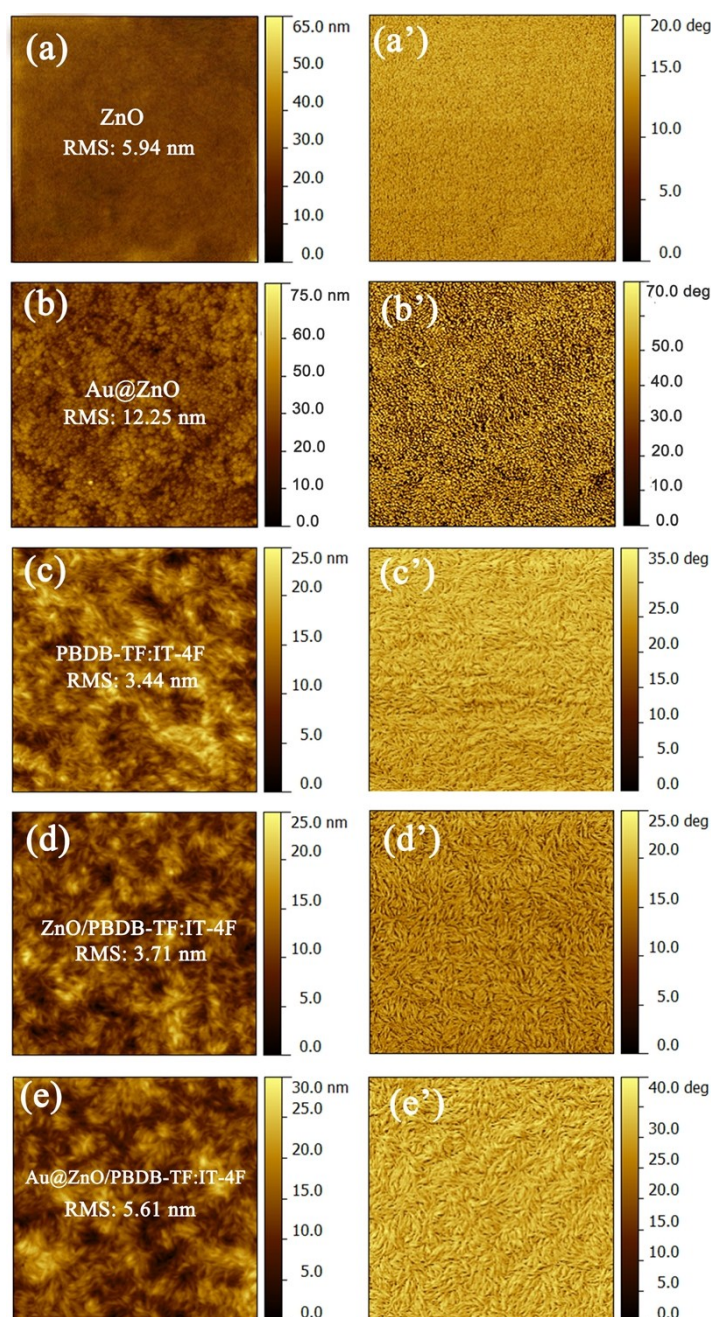 (a)
ZnO
RMS: 5.94 nm
65.0 nm
50.0
40.0
30.0
20.0
10.0
0.0
(a’)
20.0 deg
15.0
10.0
5.0
0.0
(b)
Au@ZnO
RMS: 12.25 nm
75.0 nm
60.0
50.0
40.0
30.0
20.0
10.0
0.0
(b’)
70.0 deg
50.0
40.0
30.0
20.0
10.0
0.0
(c)
PBDB-TF:IT-4F
RMS: 3.44 nm
25.0 nm
20.0
15.0
10.0
5.0
0.0
(c’)
35.0 deg
25.0
20.0
15.0
10.0
5.0
0.0
(d)
ZnO/PBDB-TF:IT-4F
RMS: 3.71 nm
25.0 nm
20.0
15.0
10.0
5.0
0.0
(d’)
25.0 deg
20.0
15.0
10.0
5.0
0.0
(e)
Au@ZnO/PBDB-TF:IT-4F
RMS: 5.61 nm
30.0 nm
25.0
20.0
15.0
10.0
5.0
0.0
(e’)
40.0 deg
30.0
25.0
20.0
15.0
10.0
5.0
0.0